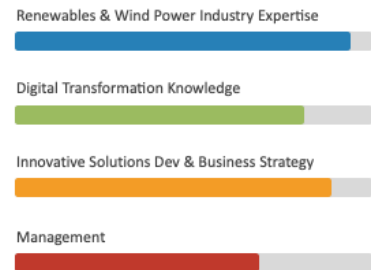 Renewables & Wind Power Industry Expertise
Digital Transformation Knowledge
Innovative Solutions Dev & Business Strategy
Management